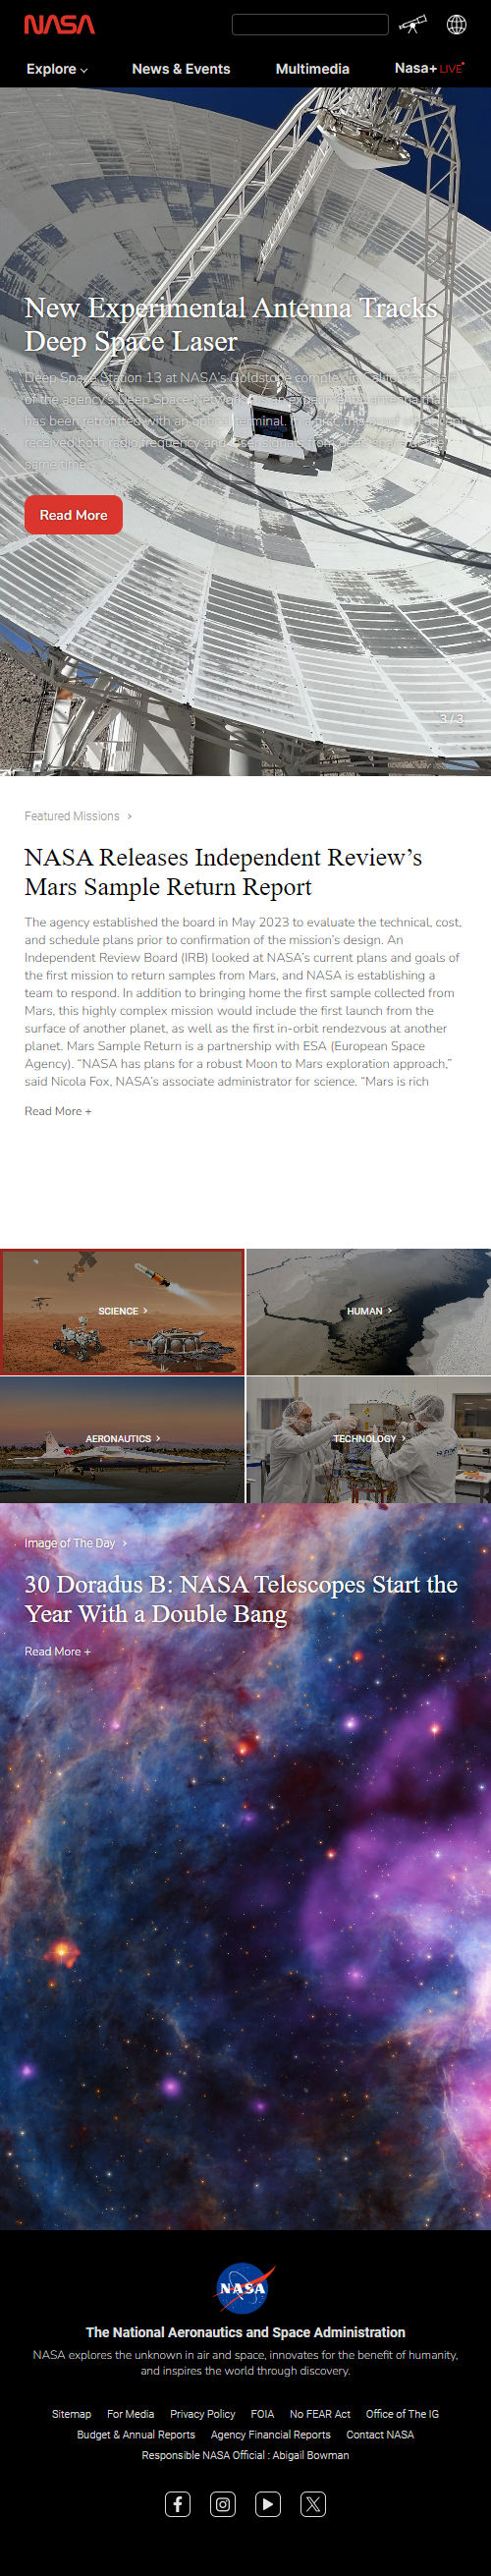 NASA
Explore
News & Events
Multimedia
Nasa+ LIVE
New Experimental Antenna Tracks
Deep Space Laser
Deep Space Station 13 at NASA's Goldstone complex
of the agency's Deep Space Network
has been retrofitted with an optical terminal.
received both radio frequency and laser signals from deep space at the
same time.
Read More
3 / 3
Featured Missions >
NASA Releases Independent Review’s
Mars Sample Return Report
The agency established the board in May 2023 to evaluate the technical, cost,
and schedule plans prior to confirmation of the mission’s design. An
Independent Review Board (IRB) looked at NASA’s current plans and goals of
the first mission to return samples from Mars, and NASA is establishing a
team to respond. In addition to bringing home the first sample collected from
Mars, this highly complex mission would include the first launch from the
surface of another planet, as well as the first in-orbit rendezvous at another
planet. Mars Sample Return is a partnership with ESA (European Space
Agency). “NASA has plans for a robust Moon to Mars exploration approach,”
said Nicola Fox, NASA’s associate administrator for science. “Mars is rich
Read More +
SCIENCE >
HUMAN >
AERONAUTICS >
TECHNOLOGY >
Image of The Day >
30 Doradus B: NASA Telescopes Start the
Year With a Double Bang
Read More +
NASA
The National Aeronautics and Space Administration
NASA explores the unknown in air and space, innovates for the benefit of humanity,
and inspires the world through discovery.
Sitemap For Media Privacy Policy FOIA No FEAR Act Office of The IG
Budget & Annual Reports Agency Financial Reports Contact NASA
Responsible NASA Official : Abigail Bowman